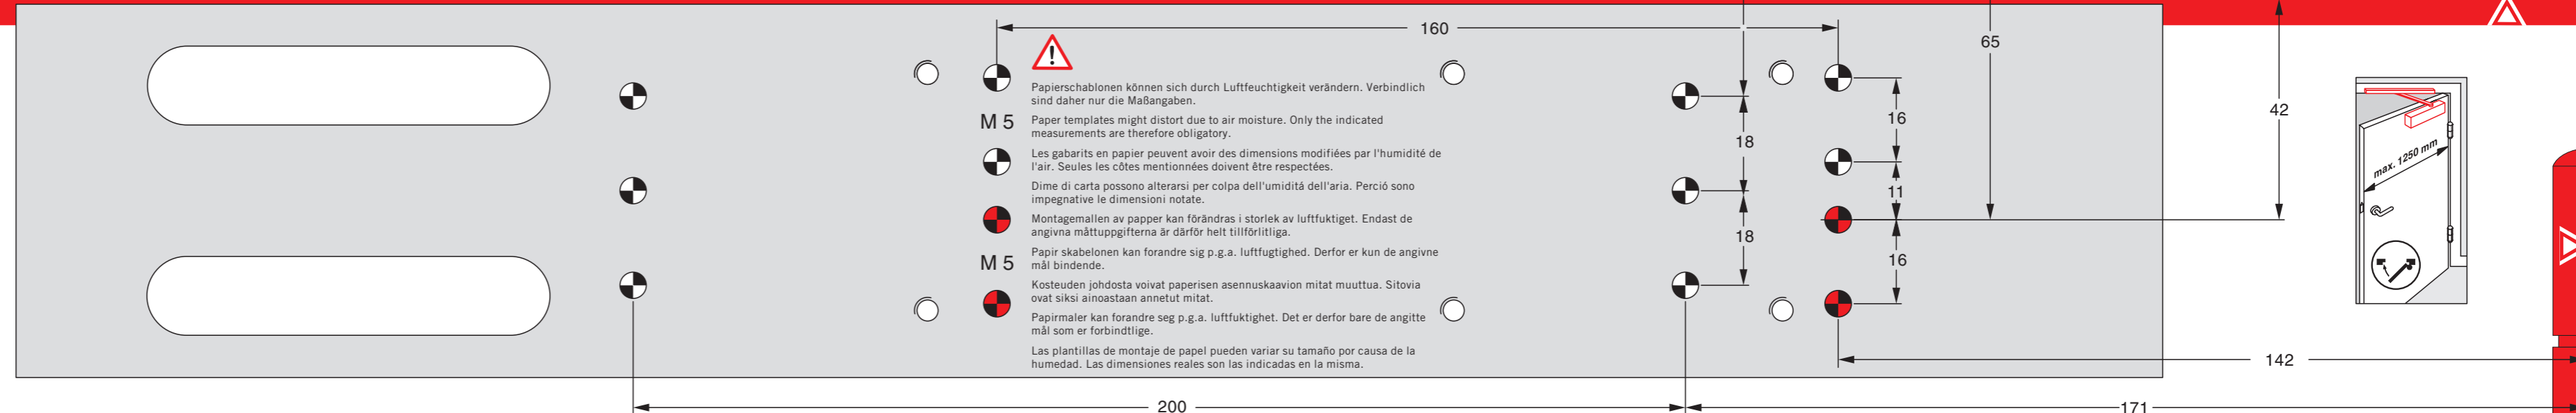 160
65
42
Papierschablonen können sich durch Luftfeuchtigkeit verändern. Verbindlich
sind daher nur die Maßangaben.
M 5
Paper templates might distort due to air moisture. Only the indicated
measurements are therefore obligatory.
16
18
Les gabarits en papier peuvent avoir des dimensions modifiées par l'humidité de
l'air. Seules les côtes mentionnées doivent être respectées.
max. 1250 mm
Dime di carta possono alterarsi per colpa dell'umiditá dell'aria. Perció sono
impegnative le dimensioni notate.
11
Montagemallen av papper kan förändras i storlek av luftfuktiget. Endast de
angivna måttuppgifterna är därför helt tillförlitliga.
18
M 5
Papir skabelonen kan forandre sig p.g.a. luftfugtighed. Derfor er kun de angivne
mål bindende.
16
Kosteuden johdosta voivat paperisen asennuskaavion mitat muuttua. Sitovia
ovat siksi ainoastaan annetut mitat.
Papirmaler kan forandre seg p.g.a. luftfuktighet. Det er derfor bare de angitte
mål som er forbindtlige.
Las plantillas de montaje de papel pueden variar su tamaño por causa de la
humedad. Las dimensiones reales son las indicadas en la misma.
142
200
171